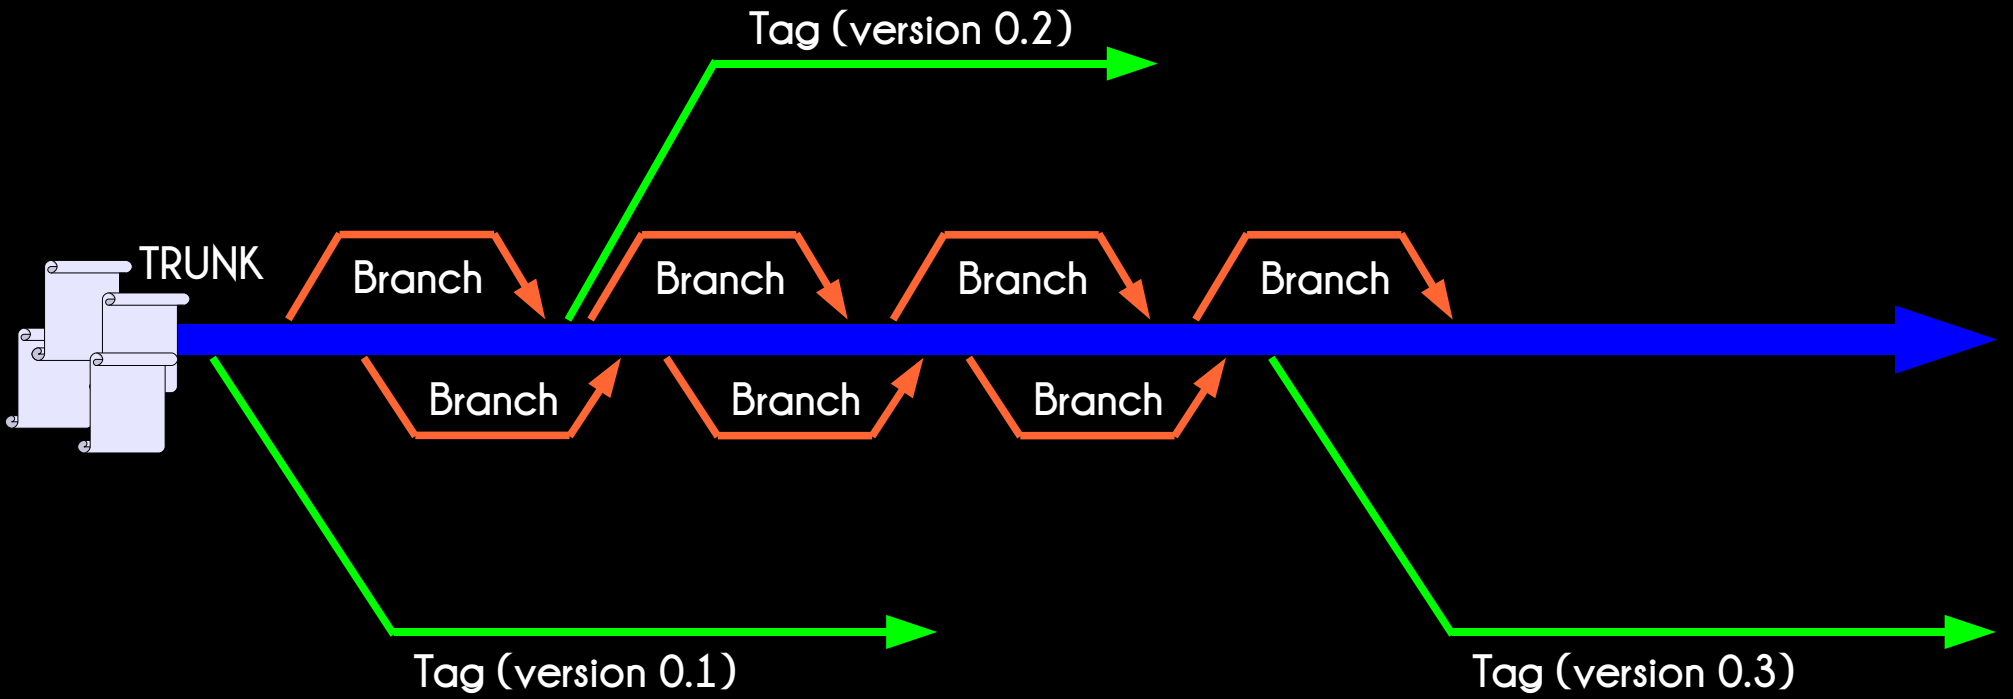 Tag (version 0.2)
TRUNK
Branch
Branch
Branch
Branch
Branch
Branch
Branch
Tag (version 0.1)
Tag (version 0.3)